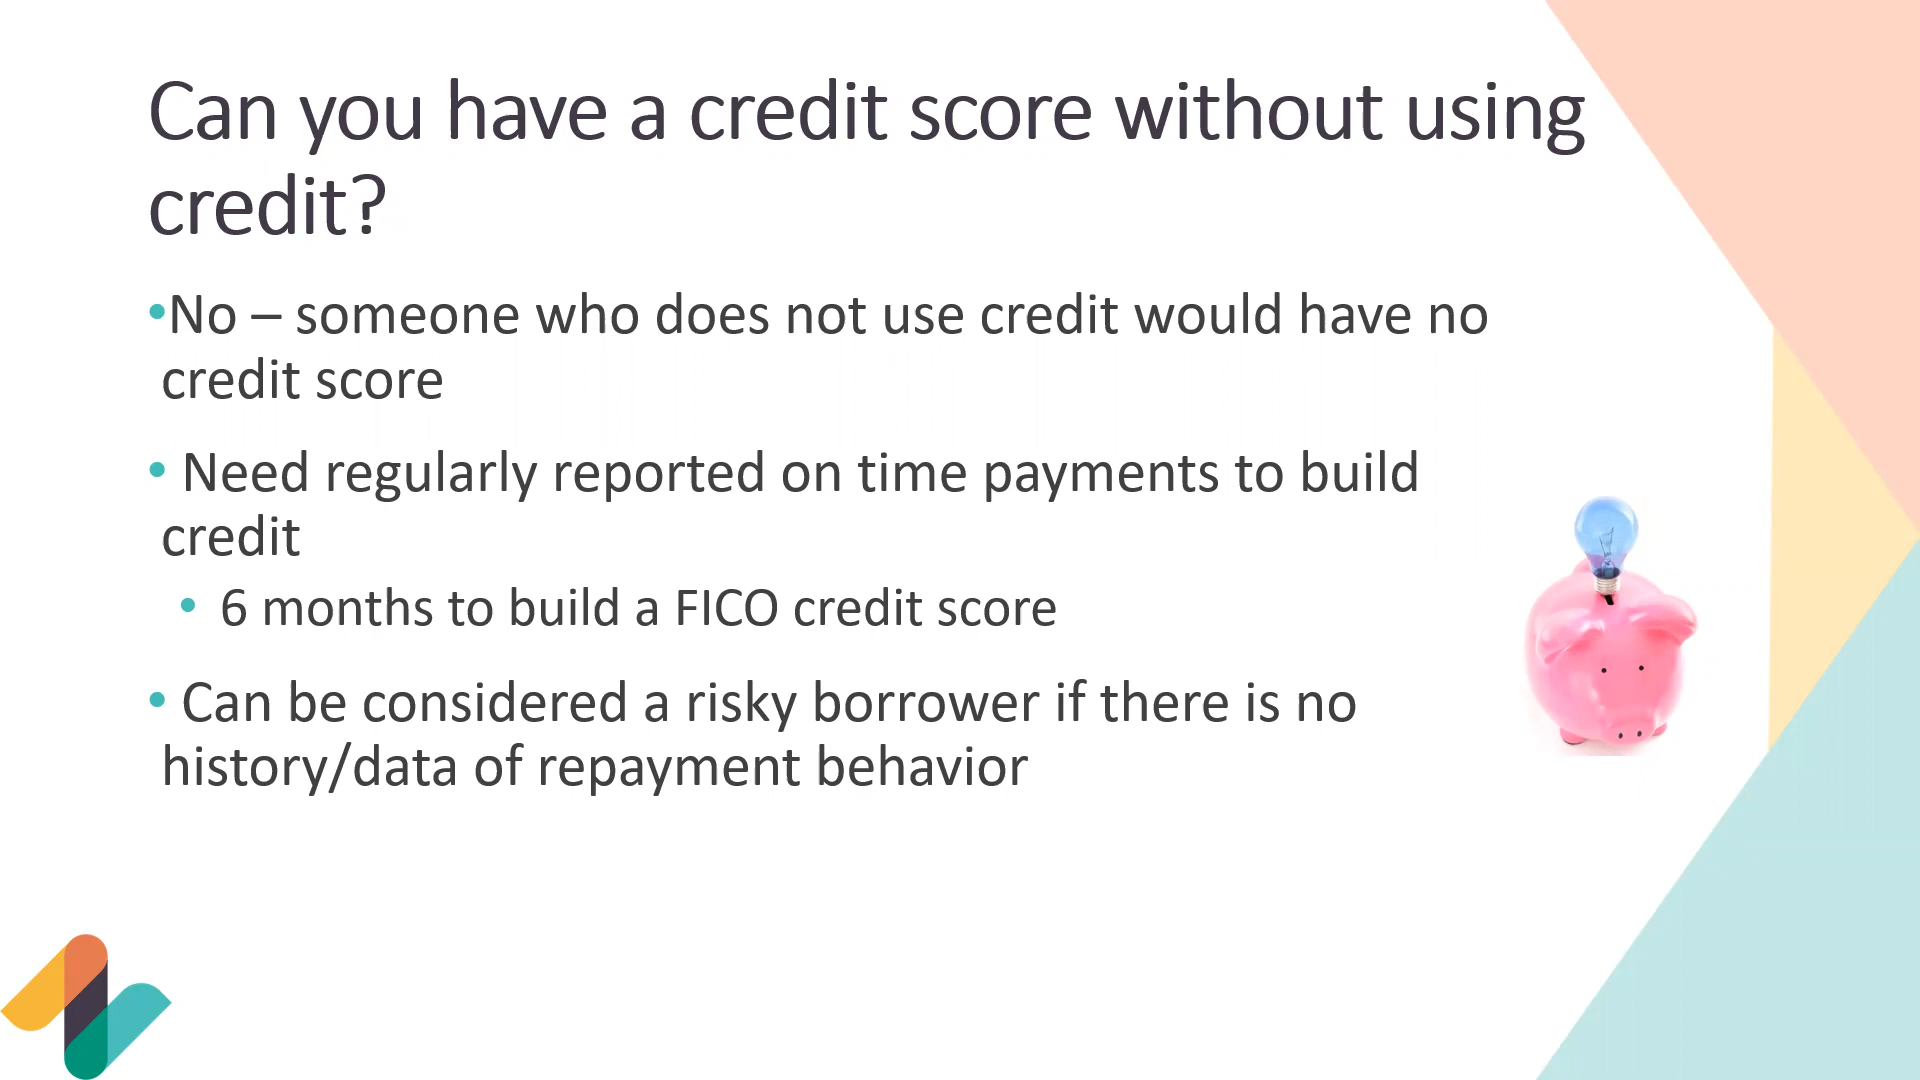 Can you have a credit score without using
credit?
•No – someone who does not use credit would have no
credit score
• Need regularly reported on time payments to build
credit
• 6 months to build a FICO credit score
• Can be considered a risky borrower if there is no
history/data of repayment behavior